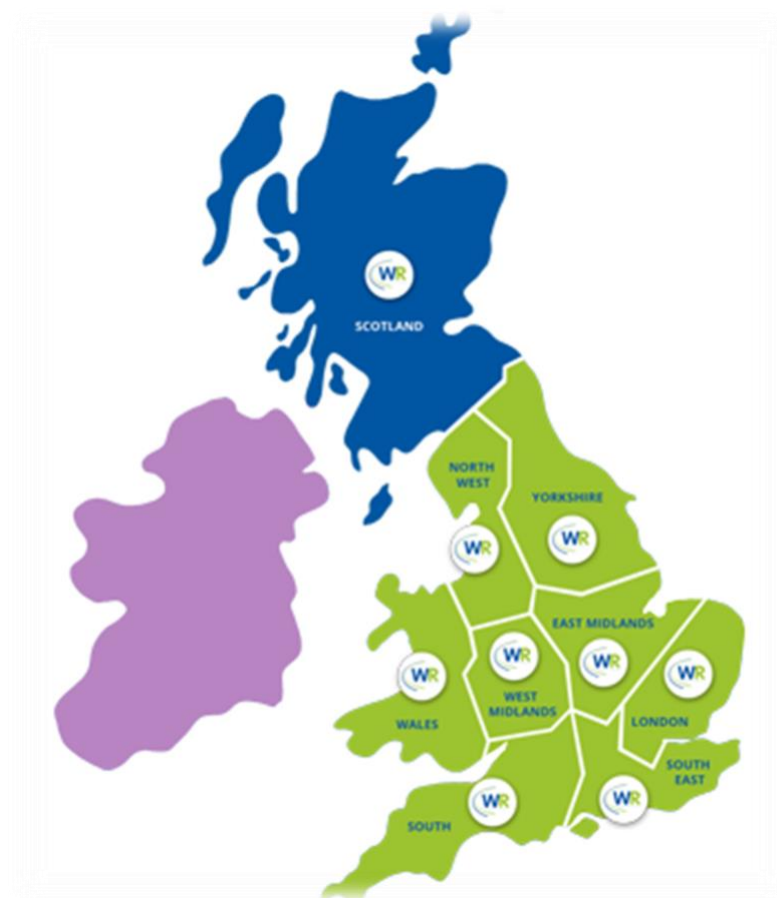 WR
SCOTLAND
NORTH
WEST
YORKSHIRE
WR
WR
EAST MIDLANDS
WR
WR
WR
WR
WEST
MIDLANDS
WALES
LONDON
SOUTH
EAST
WR
WR
SOUTH